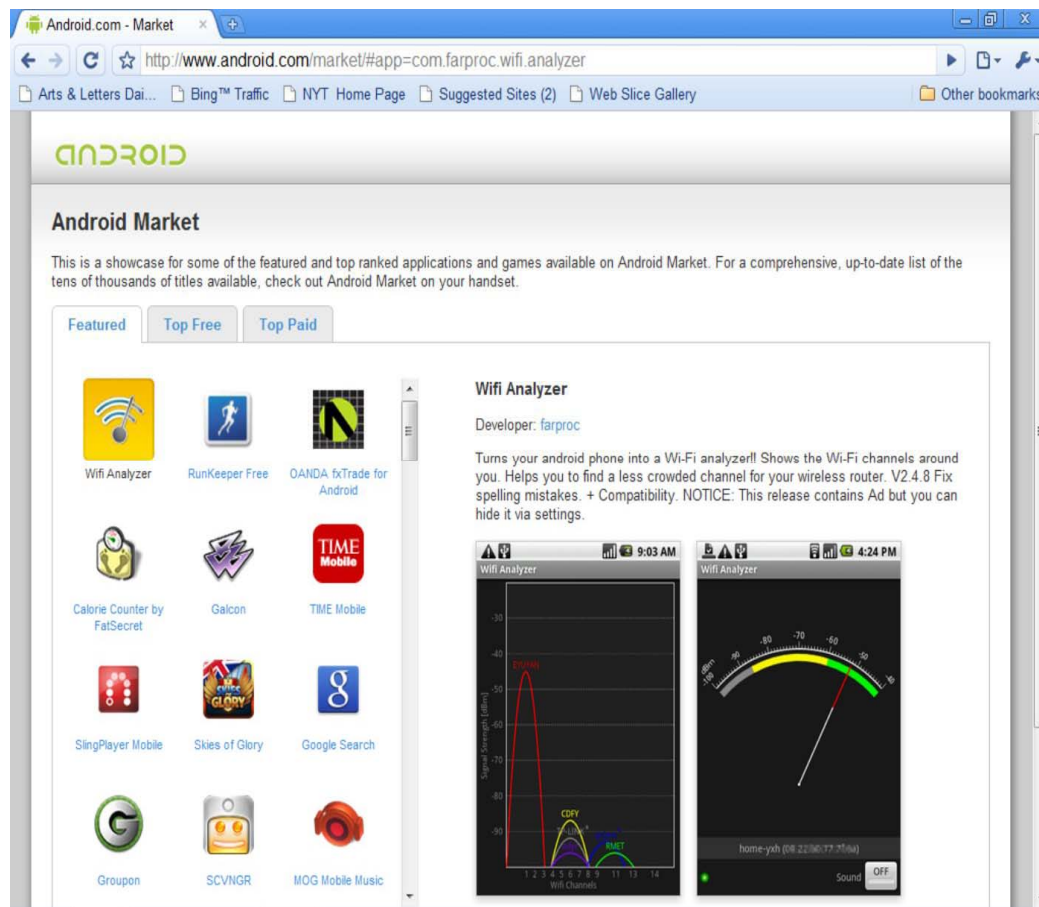 Android.com - Market
http://www.android.com/market/#app=com.farproc.wifi.analyzer
Arts & Letters Dai... Bing™ Traffic NYT Home Page Suggested Sites (2) Web Slice Gallery Other bookmarks
ANDROID
Android Market
This is a showcase for some of the featured and top ranked applications and games available on Android Market. For a comprehensive, up-to-date list of the
tens of thousands of titles available, check out Android Market on your handset.
Featured Top Free Top Paid
Wifi Analyzer RunKeeper Free OANDA fxTrade for
Android
TIME
Mobile
Calorie Counter by
FatSecret
Galcon TIME Mobile
SKIES
OF
GLORY
g
SlingPlayer Mobile Skies of Glory Google Search
G
Groupon SCVNGR MOG Mobile Music
Wifi Analyzer
Developer: farproc
Turns your android phone into a Wi-Fi analyzer!! Shows the Wi-Fi channels around
you. Helps you to find a less crowded channel for your wireless router. V2.4.8 Fix
spelling mistakes. + Compatibility. NOTICE: This release contains Ad but you can
hide it via settings.
9:03 AM
Wifi Analyzer
-30
-40
-50
-60
-70
-80
-90
Signal Strength [dBm]
CDFY
RMET
1 2 3 4 5 6 7 8 9 11 13 14
Wifi Channels
4:24 PM
Wifi Analyzer
dBm
-100 -90 -80 -70 -60 -50 -40
home-yxh
Sound OFF